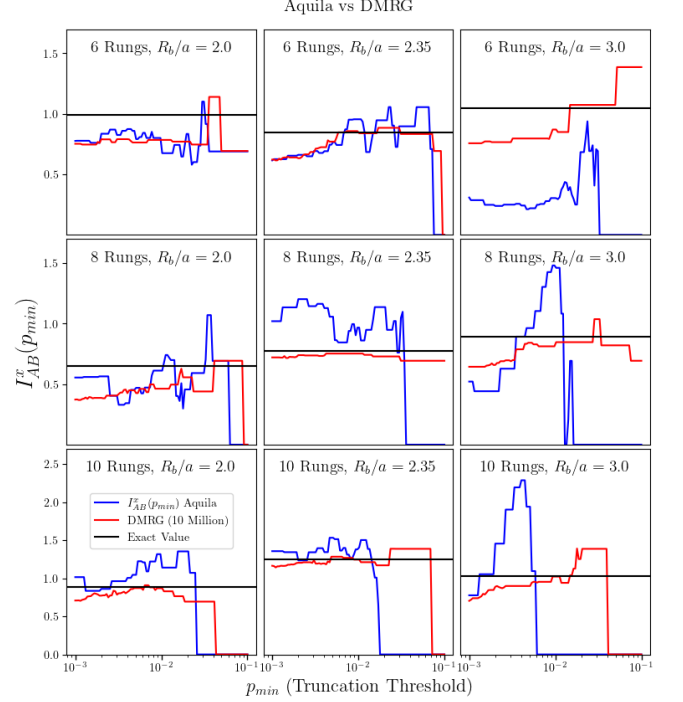 Aquila vs DMRG
6 Rungs, $R_b/a = 2.0$
6 Rungs, $R_b/a = 2.35$
6 Rungs, $R_b/a = 3.0$
1.5
1.0
0.5
8 Rungs, $R_b/a = 2.0$
8 Rungs, $R_b/a = 2.35$
8 Rungs, $R_b/a = 3.0$
1.5
1.0
0.5
$I^x_{AB}(p_{min})$
10 Rungs, $R_b/a = 2.0$
10 Rungs, $R_b/a = 2.35$
10 Rungs, $R_b/a = 3.0$
2.5
2.0
1.5
1.0
0.5
0.0
$I^x_{AB}(p_{min})$ Aquila
DMRG (10 Million)
Exact Value
$10^{-3}$ $10^{-2}$ $10^{-1}$
$10^{-3}$ $10^{-2}$ $10^{-1}$
$10^{-3}$ $10^{-2}$ $10^{-1}$
$p_{min}$ (Truncation Threshold)